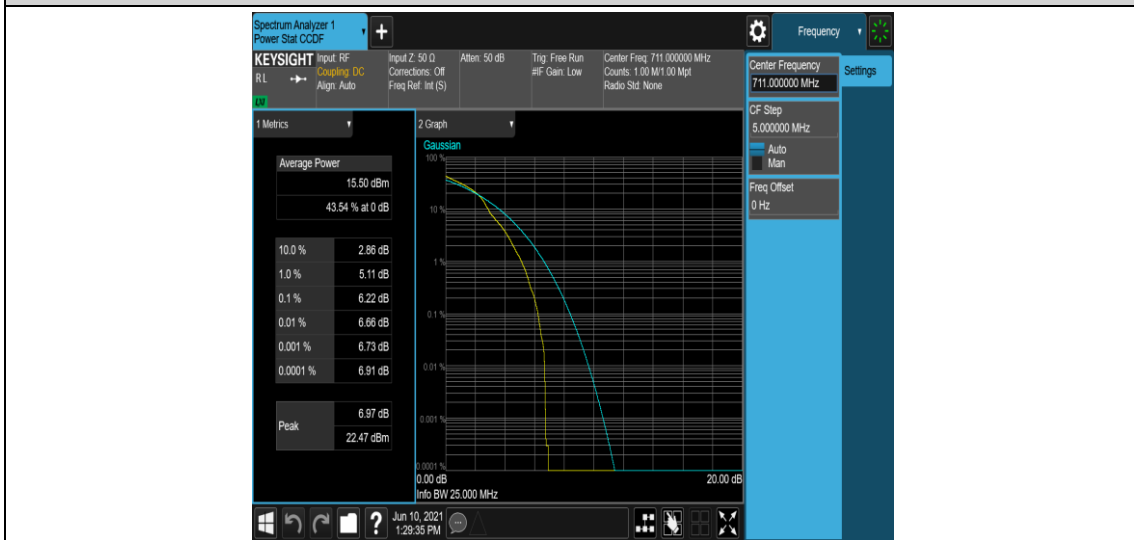 Spectrum Analyzer 1
Power Stat CCDF
+
Frequency
KEYSIGHT
Input: RF
Coupling: DC
Align: Auto
RL
LXI
Input Z: 50 Ω
Corrections: Off
Freq Ref: Int (S)
Atten: 50 dB
Trig: Free Run
#IF Gain: Low
Center Freq: 711.000000 MHz
Counts: 1.00 M/1.00 Mpt
Radio Std: None
Center Frequency
711.000000 MHz
Settings
CF Step
5.000000 MHz
Auto
Man
Freq Offset
0 Hz
1 Metrics
Average Power
15.50 dBm
43.54 % at 0 dB
10.0 % 2.86 dB
1.0 % 5.11 dB
0.1 % 6.22 dB
0.01 % 6.66 dB
0.001 % 6.73 dB
0.0001 % 6.91 dB
Peak
6.97 dB
22.47 dBm
2 Graph
Gaussian
100 %
10 %
1 %
0.1 %
0.01 %
0.001 %
0.0001 %
0.00 dB 20.00 dB
Info BW 25.000 MHz
?
Jun 10, 2021
1:29:35 PM